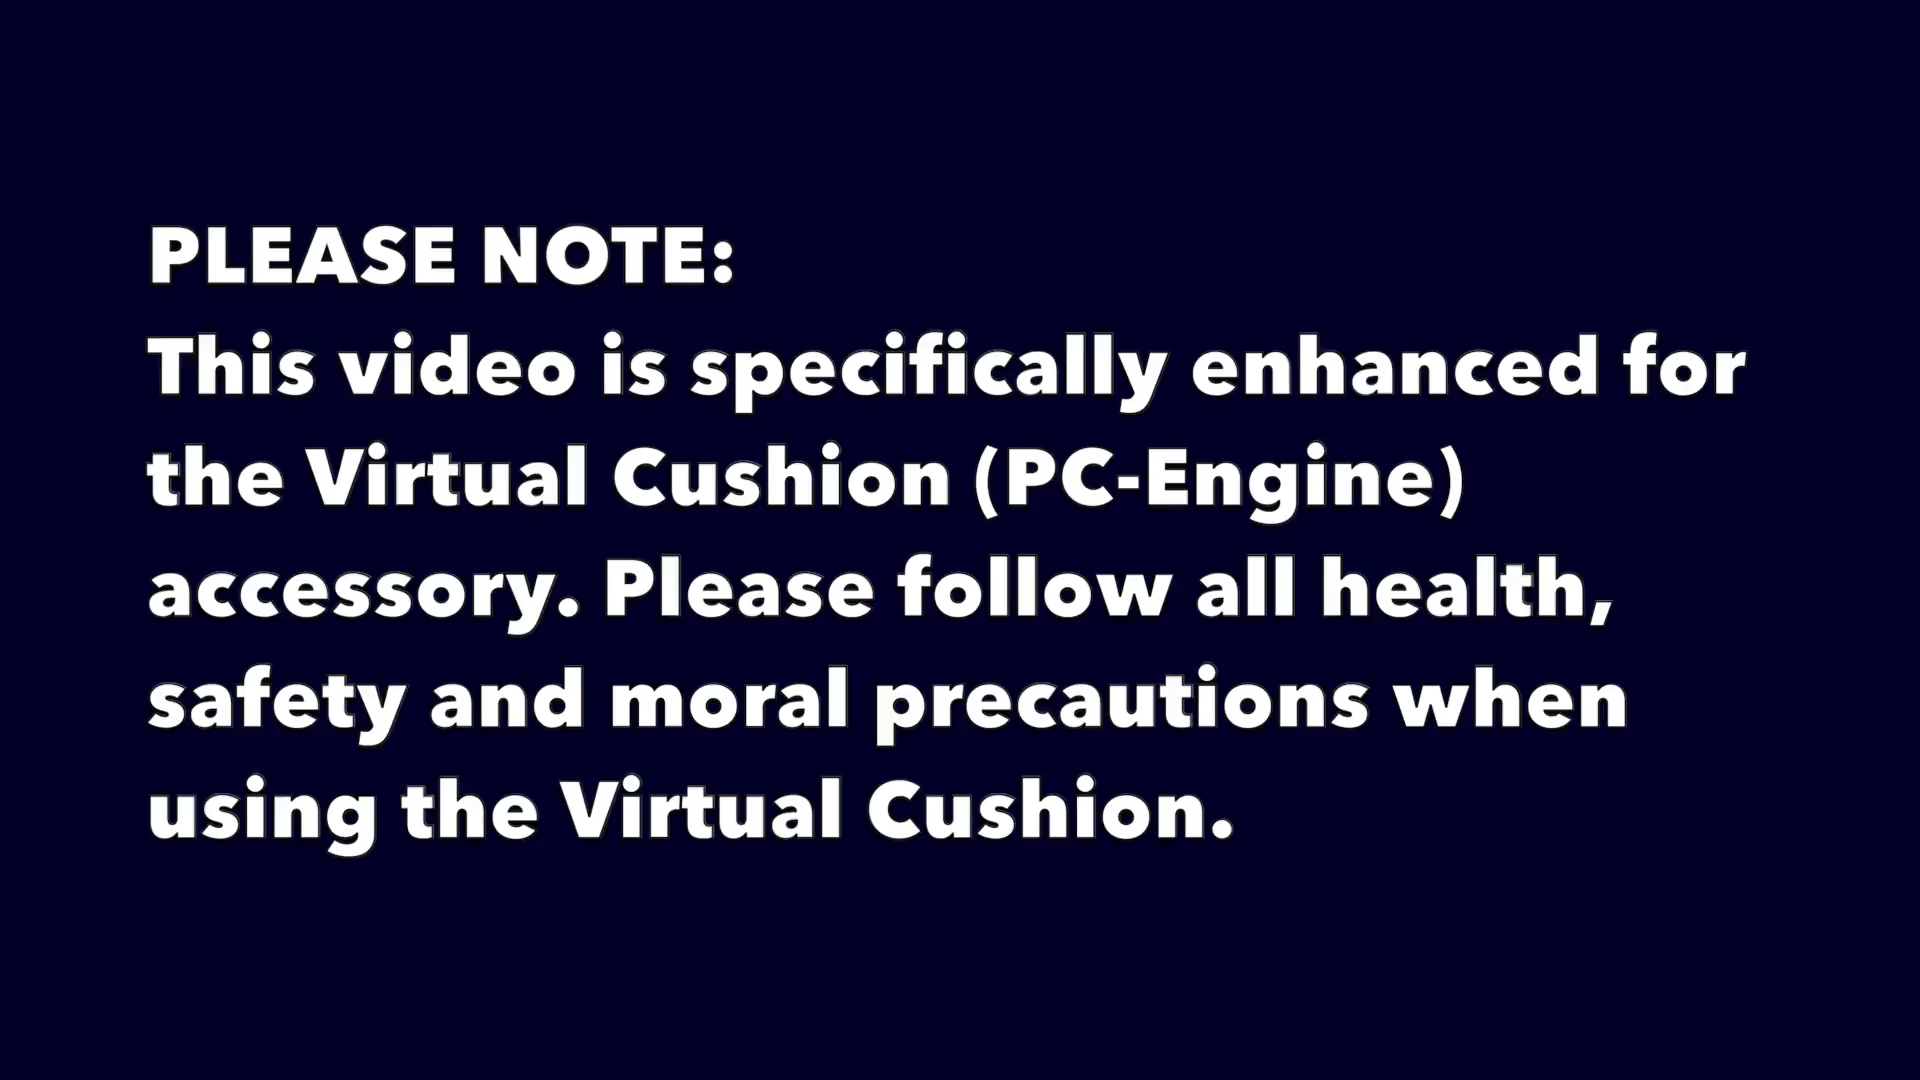 PLEASE NOTE:
This video is specifically enhanced for
the Virtual Cushion (PC-Engine)
accessory. Please follow all health,
safety and moral precautions when
using the Virtual Cushion.